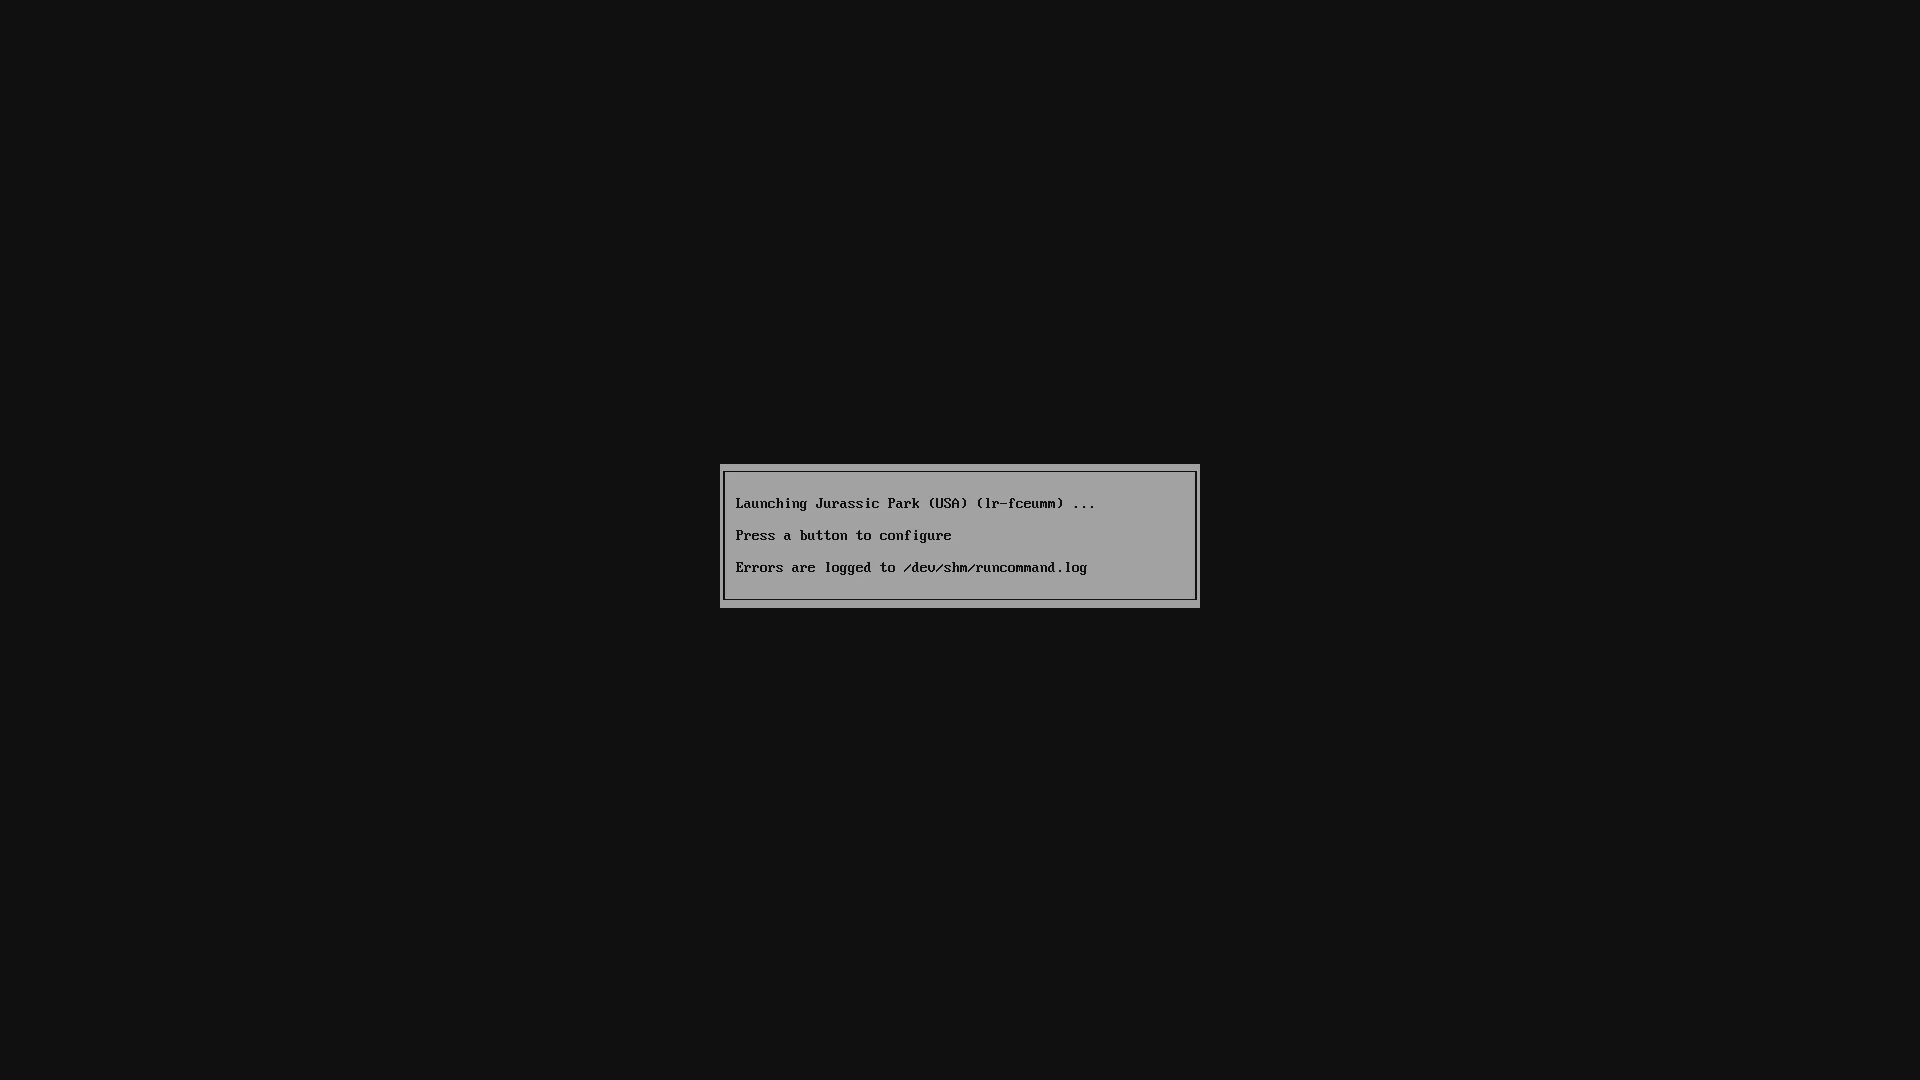 Launching Jurassic Park (USA) (lr-fceumm) ...
Press a button to configure
Errors are logged to /dev/shm/runcommand.log